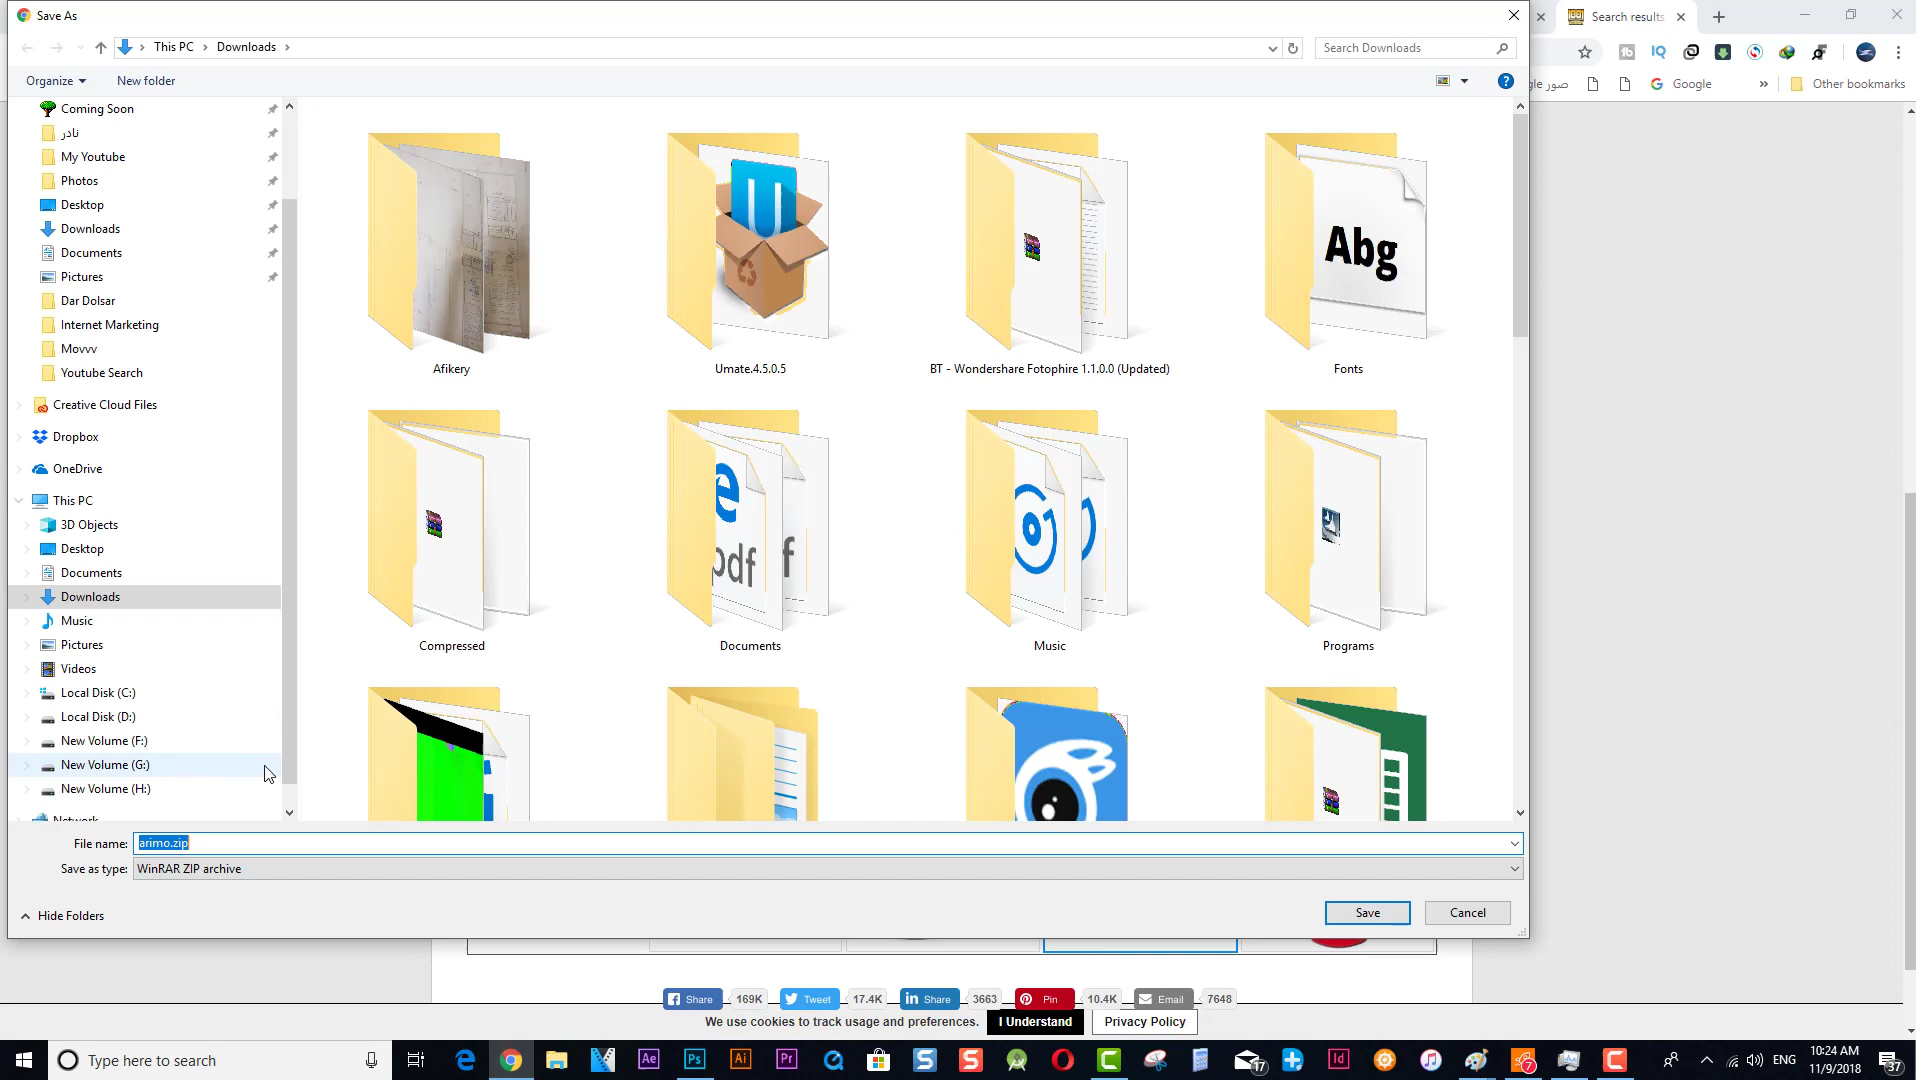 Save As
Search results
This PC
Downloads
Search Downloads
Organize
New folder
صور
Google
Other bookmarks
Coming Soon
نادر
My Youtube
Photos
Desktop
Downloads
Documents
Pictures
Dar Dolsar
Internet Marketing
Movvv
Youtube Search
Creative Cloud Files
Dropbox
OneDrive
This PC
3D Objects
Desktop
Documents
Downloads
Music
Pictures
Videos
Local Disk (C:)
Local Disk (D:)
New Volume (F:)
New Volume (G:)
New Volume (H:)
Network
Abg
Afikery
Umate.4.5.0.5
BT - Wondershare Fotophire 1.1.0.0 (Updated)
Fonts
pdf
Compressed
Documents
Music
Programs
File name: arimo.zip
Save as type: WinRAR ZIP archive
Hide Folders
Save
Cancel
Share 169K Tweet 17.4K Share 3663 Pin 10.4K Email 7648
We use cookies to track usage and preferences. I Understand Privacy Policy
Type here to search
17
7
ENG
10:24 AM
11/9/2018
37